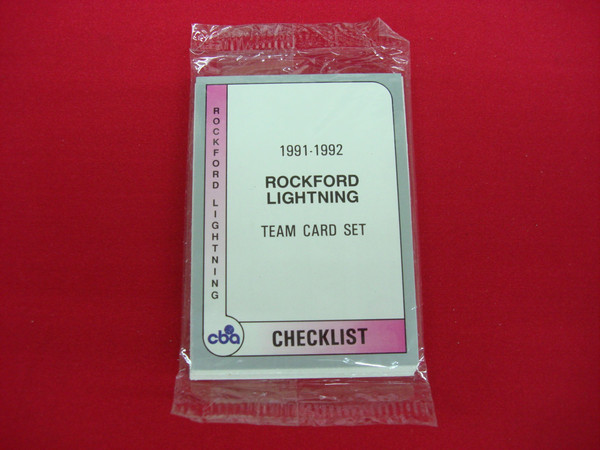 ROCKFORD LIGHTNING
1991-1992
ROCKFORD
LIGHTNING
TEAM CARD SET
cba
CHECKLIST